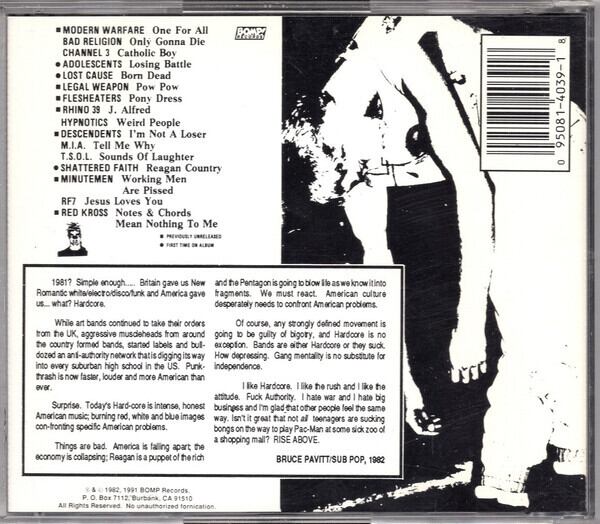 ■ MODERN WARFARE One For All
BAD RELIGION Only Gonna Die
CHANNEL 3 Catholic Boy
● ADOLESCENTS Losing Battle
● LOST CAUSE Born Dead
■ LEGAL WEAPON Pow Pow
■ FLESHEATERS Pony Dress
■ RHINO 39 J. Alfred
HYPNOTICS Weird People
■ DESCENDENTS I'm Not A Loser
M.I.A. Tell Me Why
T.S.O.L. Sounds Of Laughter
● SHATTERED FAITH Reagan Country
■ MINUTEMEN Working Men
Are Pissed
RF7 Jesus Loves You
■ RED KROSS Notes & Chords
Mean Nothing To Me
■ PREVIOUSLY UNRELEASED
● FIRST TIME ON ALBUM
BOMP!
RECORDS
0 95081-4039-1 8
1981? Simple enough..... Britain gave us New
Romantic white/electro/disco/funk and America gave
us... what? Hardcore.
While art bands continued to take their orders
from the UK, aggressive muscleheads from around
the country formed bands, started labels and bull-
dozed an anti-authority network that is digging its way
into every suburban high school in the US. Punk-
thrash is now faster, louder and more American than
ever.
Surprise. Today's Hard-core is intense, honest
American music; burning red, white and blue images
con-fronting specific American problems.
Things are bad. America is falling apart; the
economy is collapsing; Reagan is a puppet of the rich
and the Pentagon is going to blow life as we know it into
fragments. We must react. American culture
desperately needs to confront American problems.
Of course, any strongly defined movement is
going to be guilty of bigotry, and Hardcore is no
exception. Bands are either Hardcore or they suck.
How depressing. Gang mentality is no substitute for
independence.
I like Hardcore. I like the rush and I like the
attitude. Fuck Authority. I hate war and I hate big
business and I'm glad that other people feel the same
way. Isn't it great that not all teenagers are sucking
bongs on the way to play Pac-Man at some sick zoo of
a shopping mall? RISE ABOVE.
BRUCE PAVITT/SUB POP, 1982
℗ & © 1982, 1991 BOMP Records.
P. O. Box 7112, Burbank, CA 91510
All Rights Reserved. No unauthorized fornication.